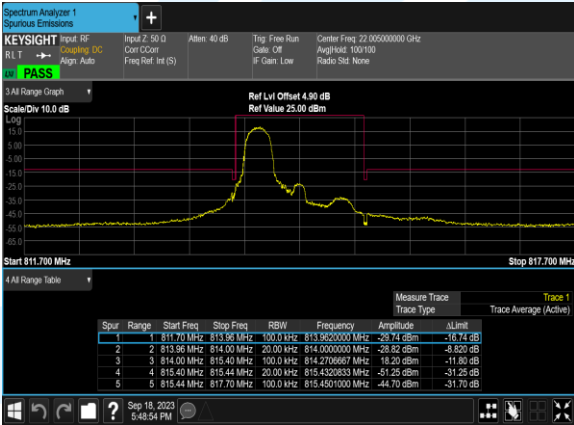 Spectrum Analyzer 1
Spurious Emissions
+
KEYSIGHT Input: RF Input Z: 50 Ω Atten: 40 dB Trig: Free Run Center Freq: 22.005000000 GHz
RLT Coupling: DC Corr CCorr Gate: Off Avg|Hold: 100/100
Align: Auto Freq Ref: Int (S) IF Gain: Low Radio Std: None
LW PASS
3 All Range Graph
Ref Lvl Offset 4.90 dB
Scale/Div 10.0 dB Ref Value 25.00 dBm
Log
15.0
5.00
-5.00
-15.0
-25.0
-35.0
-45.0
-55.0
-65.0
Start 811.700 MHz Stop 817.700 MHz
4 All Range Table
Measure Trace Trace 1
Trace Type Trace Average (Active)
Spur Range Start Freq Stop Freq RBW Frequency Amplitude ΔLimit
1 1 811.70 MHz 813.96 MHz 100.0 kHz 813.9620000 MHz -29.74 dBm -16.74 dB
2 2 813.96 MHz 814.00 MHz 20.00 kHz 814.0000000 MHz -28.82 dBm -8.820 dB
3 3 814.00 MHz 815.40 MHz 100.0 kHz 814.2706667 MHz 18.20 dBm -11.80 dB
4 4 815.40 MHz 815.44 MHz 20.00 kHz 815.4320833 MHz -51.25 dBm -31.25 dB
5 5 815.44 MHz 817.70 MHz 100.0 kHz 815.4501000 MHz -44.70 dBm -31.70 dB
? Sep 18, 2023
5:48:54 PM